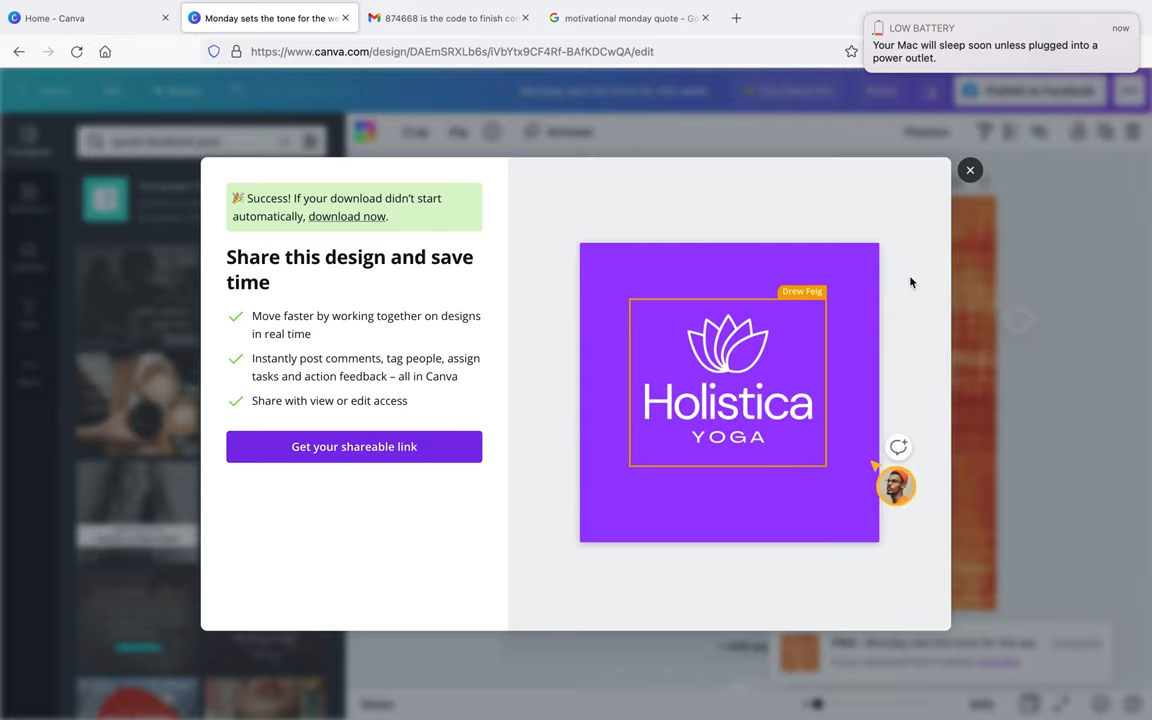 Home - Canva
Monday sets the tone for the we
874668 is the code to finish con
motivational monday quote - Go
https://www.canva.com/design/DAEmSRXLb6s/iVbYtx9CF4Rf-BAfKDCwQA/edit
LOW BATTERY
now
Your Mac will sleep soon unless plugged into a
power outlet.
🎉 Success! If your download didn't start
automatically, download now.
Share this design and save
time
Move faster by working together on designs
in real time
Instantly post comments, tag people, assign
tasks and action feedback – all in Canva
Share with view or edit access
Get your shareable link
Drew Feig
Holistica
YOGA